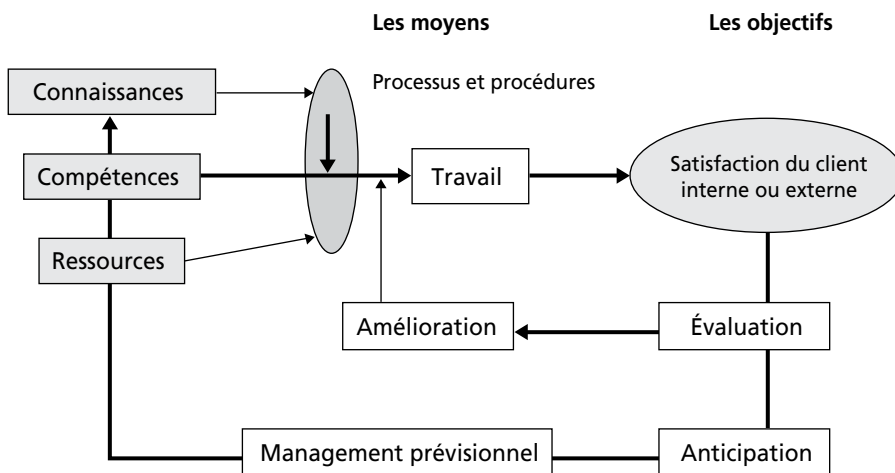 Les moyens
Les objectifs
Processus et procédures
Connaissances
Compétences
Travail
Satisfaction du client
interne ou externe
Ressources
Amélioration
Évaluation
Management prévisionnel
Anticipation